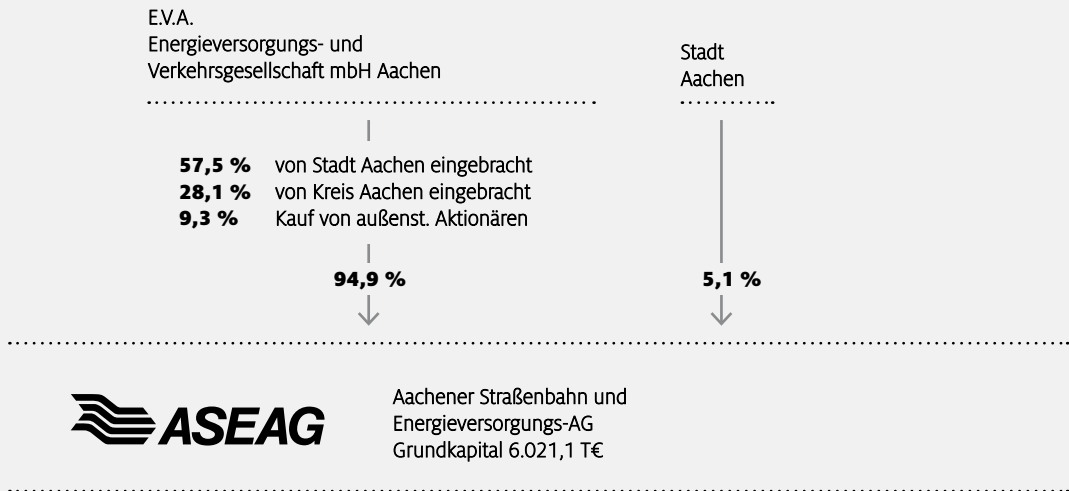 E.V.A.
Energieversorgungs- und
Verkehrsgesellschaft mbH Aachen
Stadt
Aachen
57,5 % von Stadt Aachen eingebracht
28,1 % von Kreis Aachen eingebracht
9,3 % Kauf von außenst. Aktionären
94,9 %
5,1 %
ASEAG
Aachener Straßenbahn und
Energieversorgungs-AG
Grundkapital 6.021,1 T€